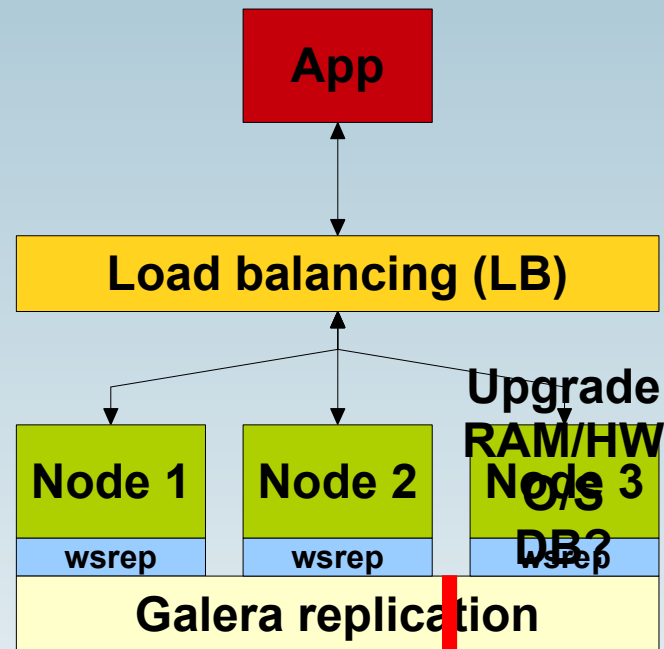 App
Load balancing (LB)
Upgrade
RAM/HW
O/S
DB?
Node 1
Node 2
Node 3
wsrep
wsrep
wsrep
Galera replication